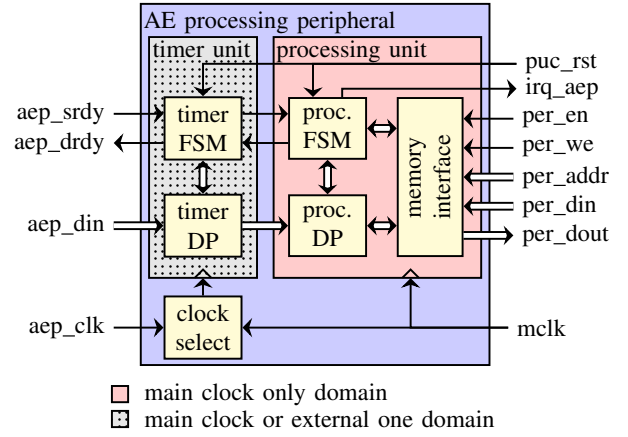 AE processing peripheral
timer unit
processing unit
puc_rst
irq_aep
aep_srdy
aep_drdy
timer
FSM
proc.
FSM
memory
interface
per_en
per_we
per_addr
per_din
per_dout
aep_din
timer
DP
proc.
DP
aep_clk
clock
select
mclk
main clock only domain
main clock or external one domain